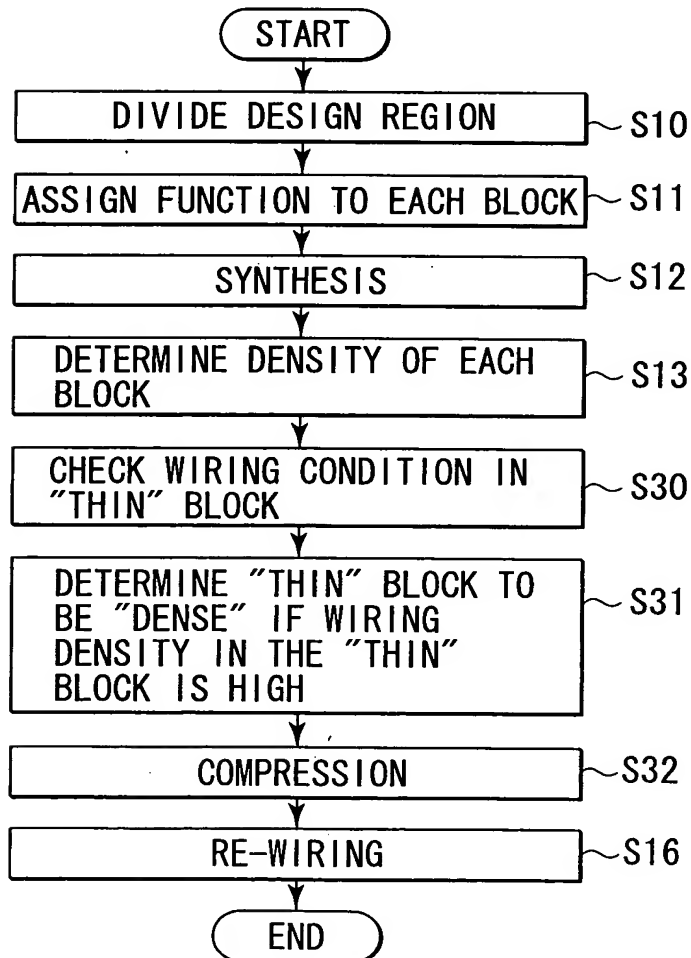 START
DIVIDE DESIGN REGION
S10
ASSIGN FUNCTION TO EACH BLOCK
S11
SYNTHESIS
S12
DETERMINE DENSITY OF EACH
BLOCK
S13
CHECK WIRING CONDITION IN
"THIN" BLOCK
S30
DETERMINE "THIN" BLOCK TO
BE "DENSE" IF WIRING
DENSITY IN THE "THIN"
BLOCK IS HIGH
S31
COMPRESSION
S32
RE-WIRING
S16
END